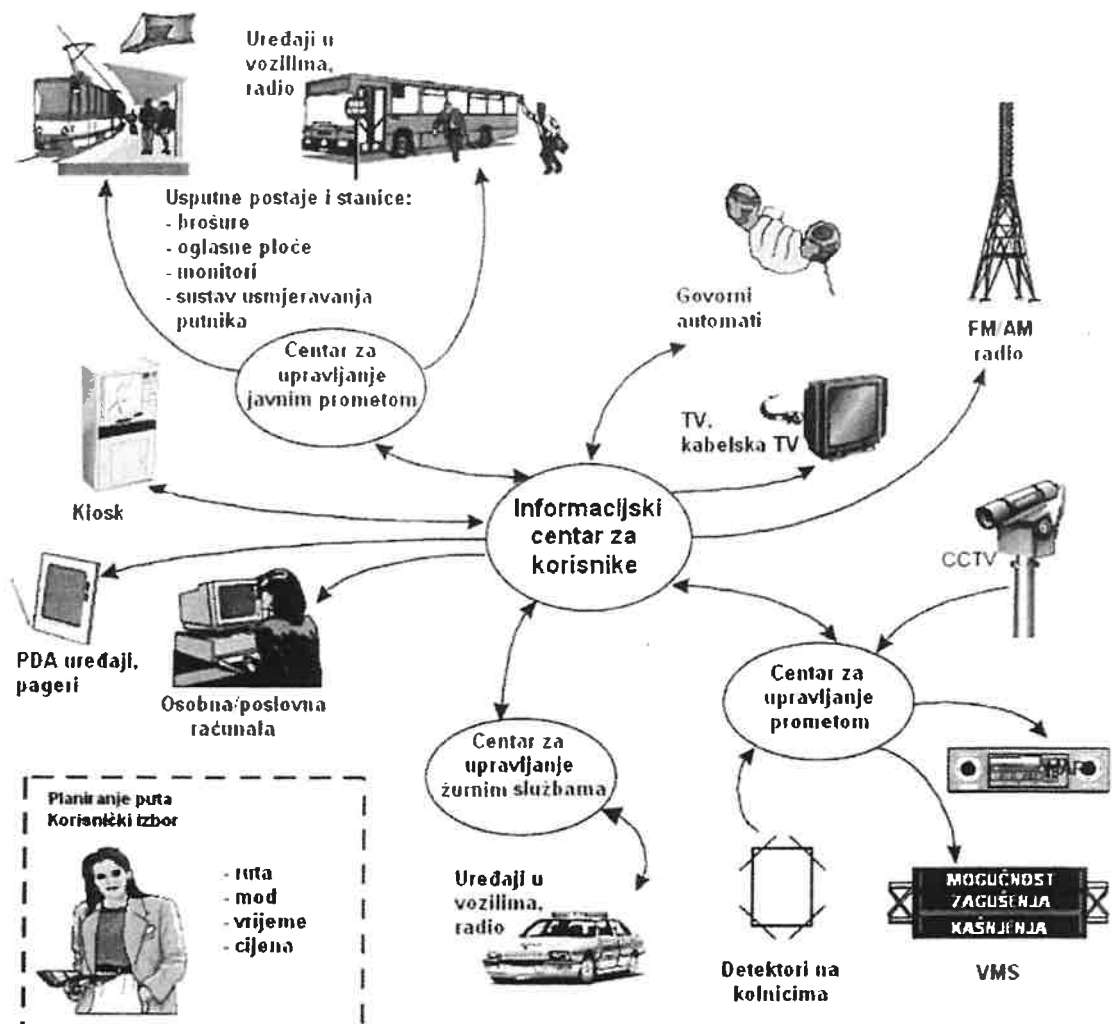 Uređaji u
vozilima,
radio
Usputne postaje i stanice:
- brošure
- oglasne ploče
- monitori
- sustav usmjeravanja
putnika
Govorni
automati
FM/AM
radio
Centar za
upravljanje
javnim prometom
TV,
kabelska TV
Kiosk
Informacijski
centar za
korisnike
CCTV
PDA uređaji,
pageri
Osobna/poslovna
računala
Centar za
upravljanje
prometom
Centar za
upravljanje
žurnim službama
Planiranje puta
Korisnički izbor
- ruta
- mod
- vrijeme
- cijena
Uređaji u
vozilima,
radio
Detektori na
kolnicima
MOGUĆNOST
ZAGUŠENJA
KAŠNJENJA
VMS